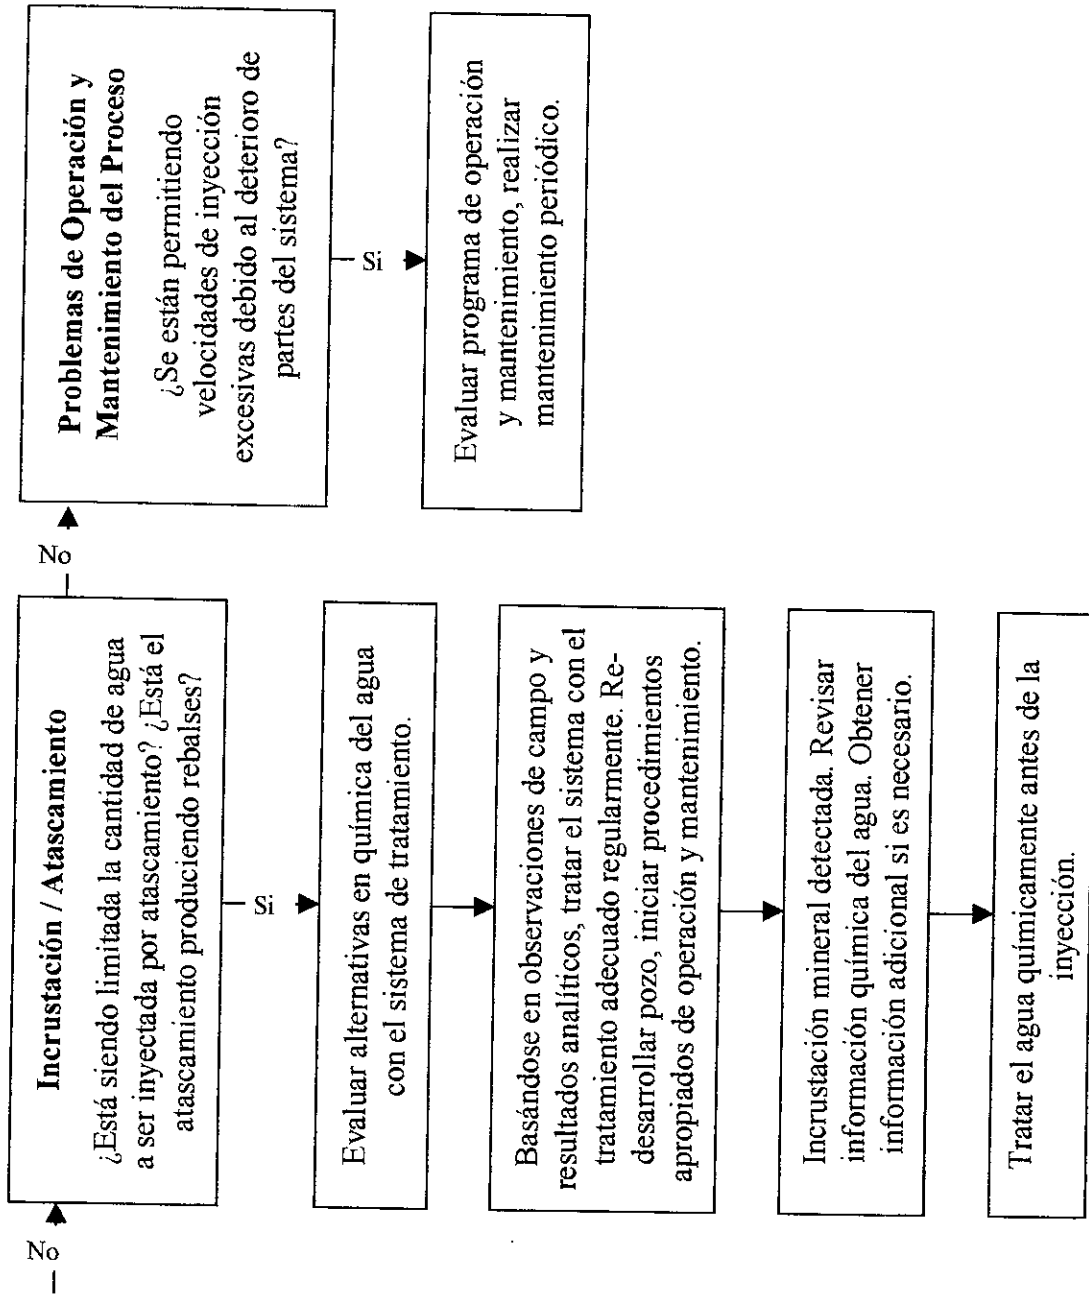 No
Incrustación / Atascamiento
¿Está siendo limitada la cantidad de agua
a ser inyectada por atascamiento? ¿Está el
atascamiento produciendo rebalses?
Si
Evaluar alternativas en química del agua
con el sistema de tratamiento.
Basándose en observaciones de campo y
resultados analíticos, tratar el sistema con el
tratamiento adecuado regularmente. Re-
desarrollar pozo, iniciar procedimientos
apropiados de operación y mantenimiento.
Incrustación mineral detectada. Revisar
información química del agua. Obtener
información adicional si es necesario.
Tratar el agua químicamente antes de la
inyección.
No
Problemas de Operación y
Mantenimiento del Proceso
¿Se están permitiendo
velocidades de inyección
excesivas debido al deterioro de
partes del sistema?
Si
Evaluar programa de operación
y mantenimiento, realizar
mantenimiento periódico.